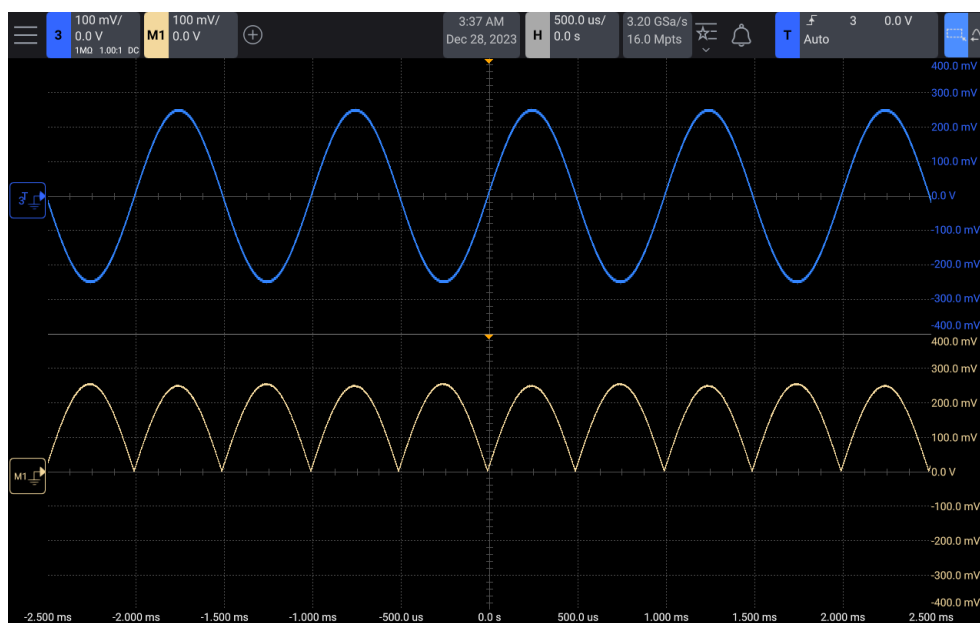 3
100 mV/
0.0 V
1MΩ 1.00:1 DC
M1
100 mV/
0.0 V
3:37 AM
Dec 28, 2023
H
500.0 us/
0.0 s
3.20 GSa/s
16.0 Mpts
T
3 0.0 V
Auto
400.0 mV
300.0 mV
200.0 mV
100.0 mV
3T
0.0 V
-100.0 mV
-200.0 mV
-300.0 mV
-400.0 mV
400.0 mV
300.0 mV
200.0 mV
100.0 mV
M1
0.0 V
-100.0 mV
-200.0 mV
-300.0 mV
-400.0 mV
-2.500 ms -2.000 ms -1.500 ms -1.000 ms -500.0 us 0.0 s 500.0 us 1.000 ms 1.500 ms 2.000 ms 2.500 ms